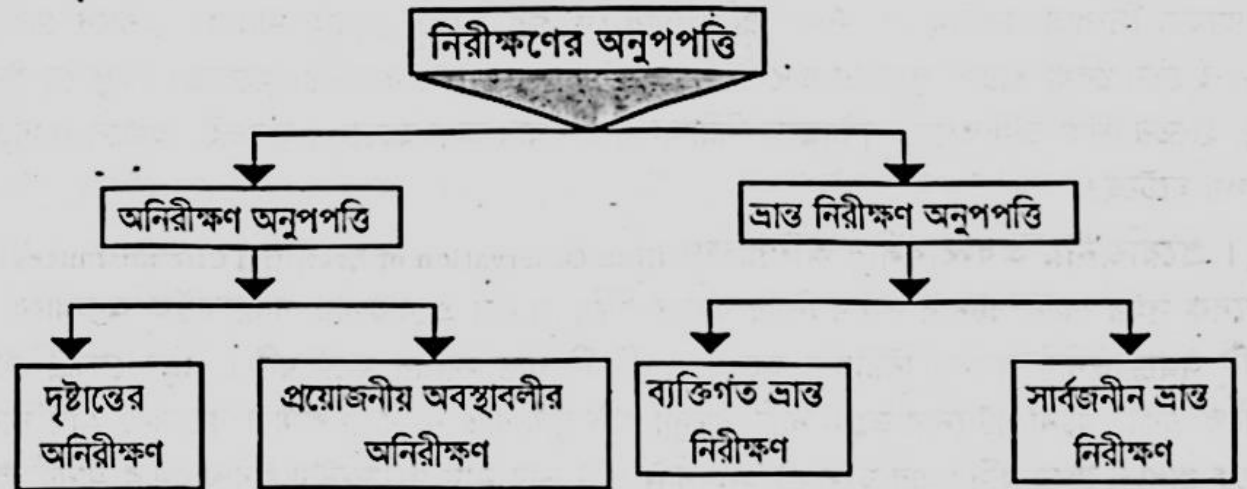 নিরীক্ষণের অনুপপত্তি
অনিরীক্ষণ অনুপপত্তি
ভ্রান্ত নিরীক্ষণ অনুপপত্তি
দৃষ্টান্তের
অনিরীক্ষণ
প্রয়োজনীয় অবস্থাবলীর
অনিরীক্ষণ
ব্যক্তিগত ভ্রান্ত
নিরীক্ষণ
সার্বজনীন ভ্রান্ত
নিরীক্ষণ